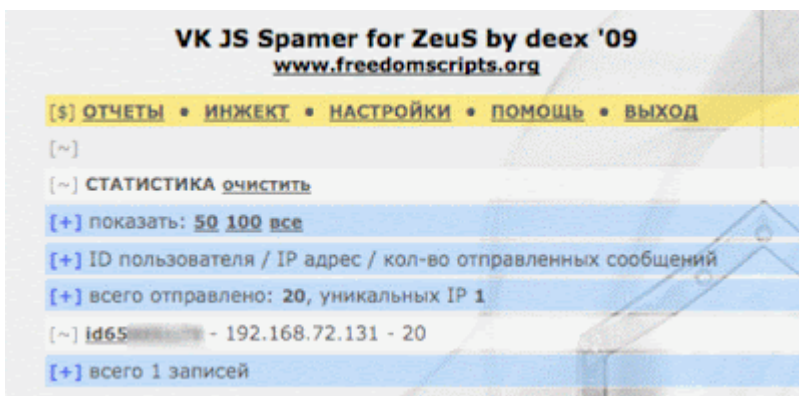 VK JS Spamer for ZeuS by deex '09
www.freedomscripts.org
[$] ОТЧЕТЫ • ИНЖЕКТ • НАСТРОЙКИ • ПОМОЩЬ • ВЫХОД
[~]
[~] СТАТИСТИКА очистить
[+] показать: 50 100 все
[+] ID пользователя / IP адрес / кол-во отправленных сообщений
[+] всего отправлено: 20, уникальных IP 1
[~] id65 - 192.168.72.131 - 20
[+] всего 1 записей